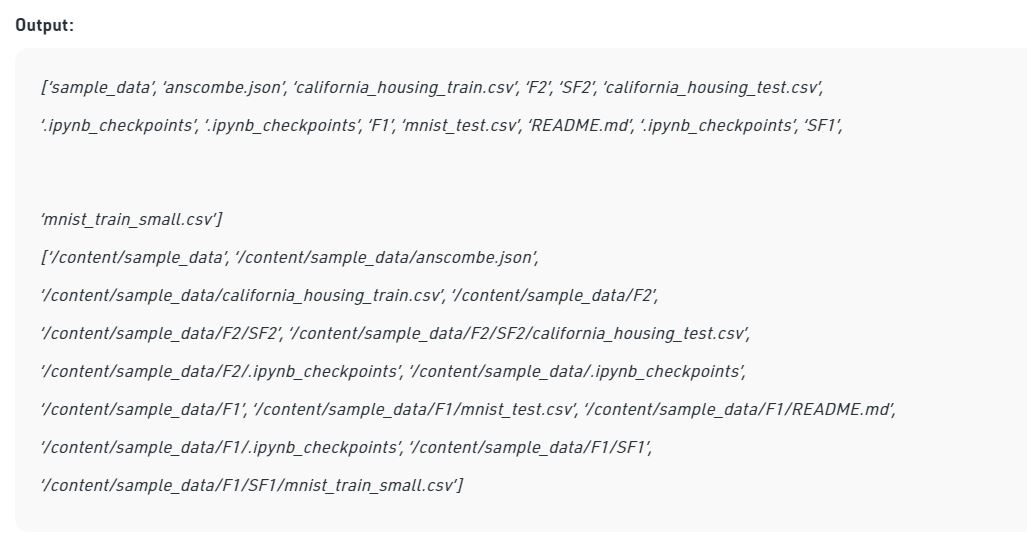 Output:
[‘sample_data’, ‘anscombe.json’, ‘california_housing_train.csv’, ‘F2’, ‘SF2’, ‘california_housing_test.csv’,
‘.ipynb_checkpoints’, ‘.ipynb_checkpoints’, ‘F1’, ‘mnist_test.csv’, ‘README.md’, ‘.ipynb_checkpoints’, ‘SF1’,
‘mnist_train_small.csv’]
[‘/content/sample_data’, ‘/content/sample_data/anscombe.json’,
‘/content/sample_data/california_housing_train.csv’, ‘/content/sample_data/F2’,
‘/content/sample_data/F2/SF2’, ‘/content/sample_data/F2/SF2/california_housing_test.csv’,
‘/content/sample_data/F2/.ipynb_checkpoints’, ‘/content/sample_data/.ipynb_checkpoints’,
‘/content/sample_data/F1’, ‘/content/sample_data/F1/mnist_test.csv’, ‘/content/sample_data/F1/README.md’,
‘/content/sample_data/F1/.ipynb_checkpoints’, ‘/content/sample_data/F1/SF1’,
‘/content/sample_data/F1/SF1/mnist_train_small.csv’]